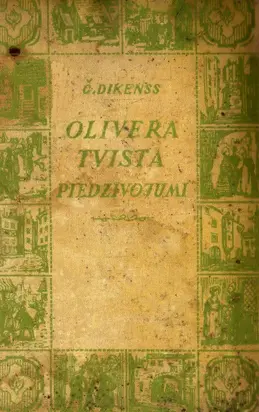 Č. DIKENSS
OLIVERA
TVISTA
PIEDZĪVOJUMI